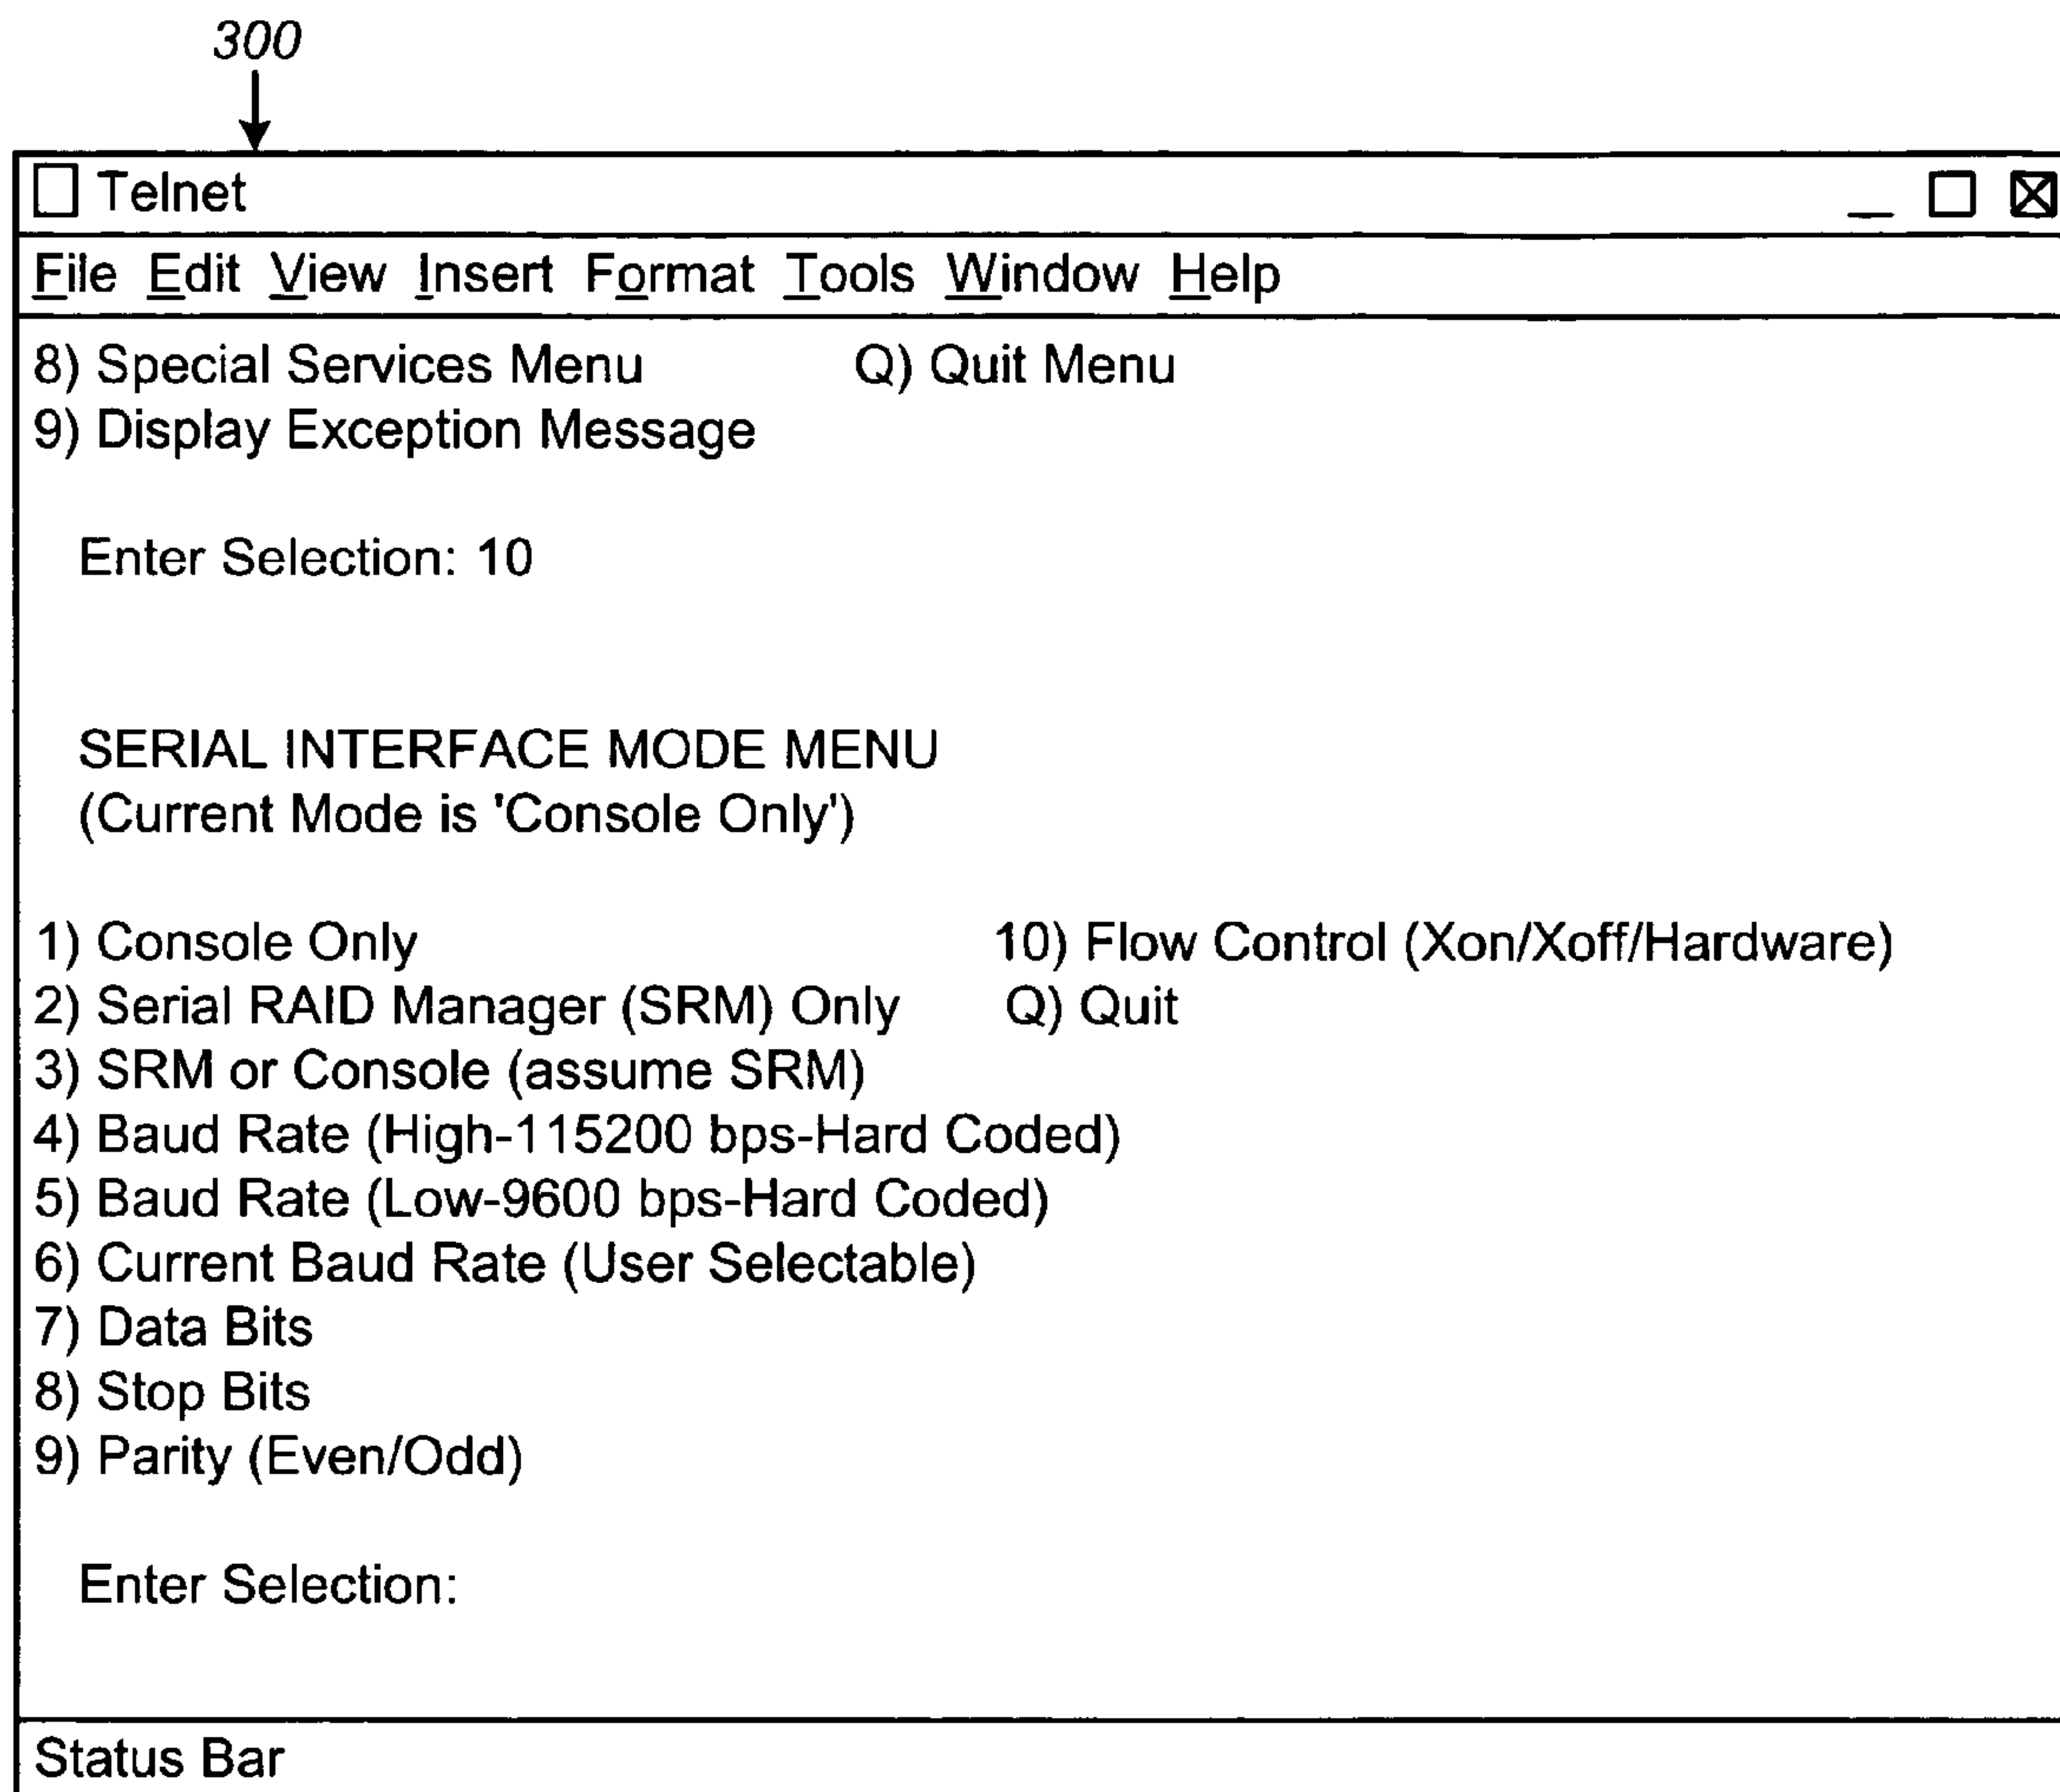 300
Telnet
File Edit View Insert Format Tools Window Help
8) Special Services Menu Q) Quit Menu
9) Display Exception Message
Enter Selection: 10
SERIAL INTERFACE MODE MENU
(Current Mode is 'Console Only')
1) Console Only 10) Flow Control (Xon/Xoff/Hardware)
2) Serial RAID Manager (SRM) Only Q) Quit
3) SRM or Console (assume SRM)
4) Baud Rate (High-115200 bps-Hard Coded)
5) Baud Rate (Low-9600 bps-Hard Coded)
6) Current Baud Rate (User Selectable)
7) Data Bits
8) Stop Bits
9) Parity (Even/Odd)
Enter Selection:
Status Bar